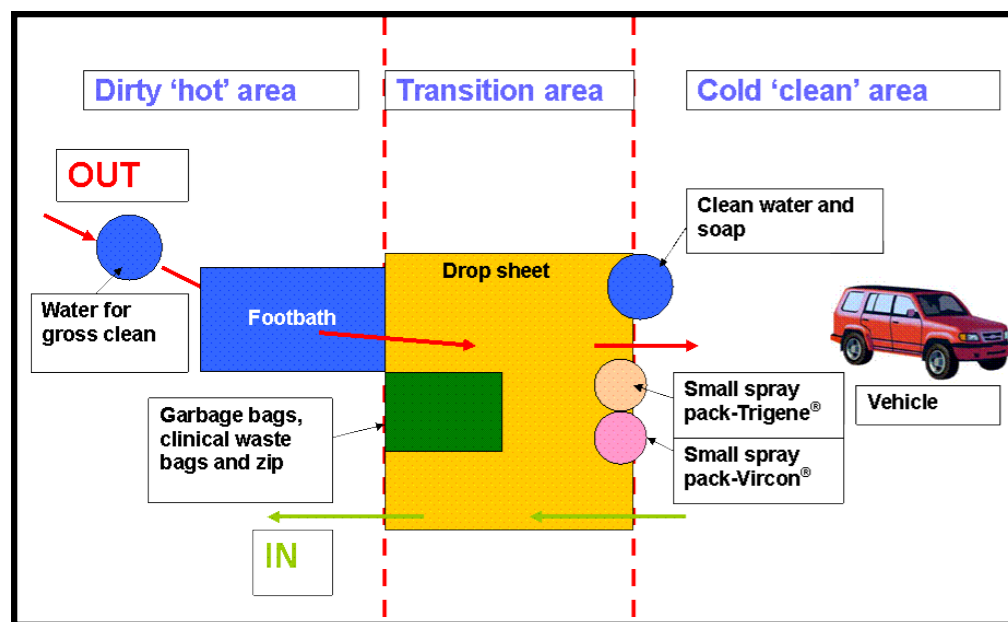 Dirty ‘hot’ area
Transition area
Cold ‘clean’ area
OUT
Clean water and
soap
Drop sheet
Water for
gross clean
Footbath
Small spray
pack-Trigene®
Vehicle
Garbage bags,
clinical waste
bags and zip
Small spray
pack-Vircon®
IN